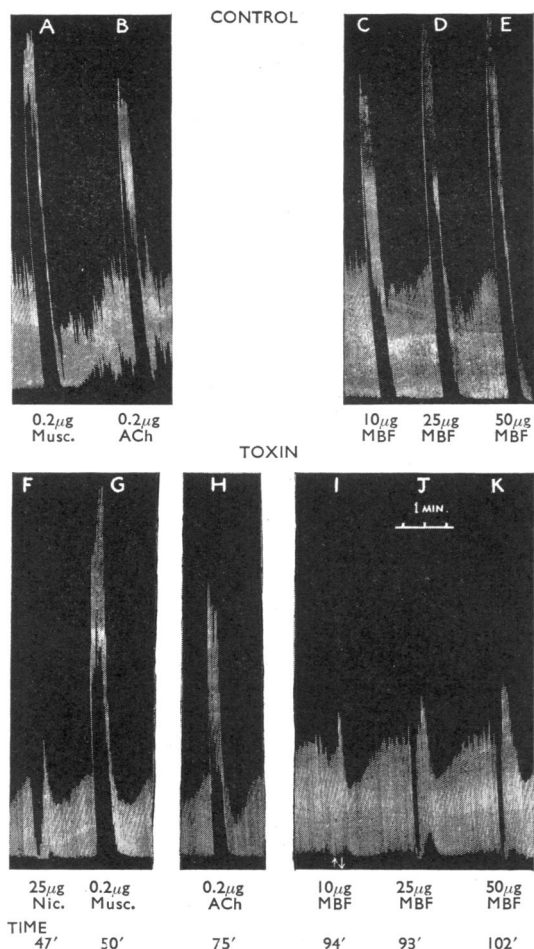 CONTROL
A B C D E
0.2µg 0.2µg 10µg 25µg 50µg
Musc. ACh MBF MBF MBF
TOXIN
F G H I J K
1 MIN.
25µg 0.2µg 0.2µg 10µg 25µg 50µg
Nic. Musc. ACh MBF MBF MBF
TIME
47′ 50′ 75′ 94′ 93′ 102′